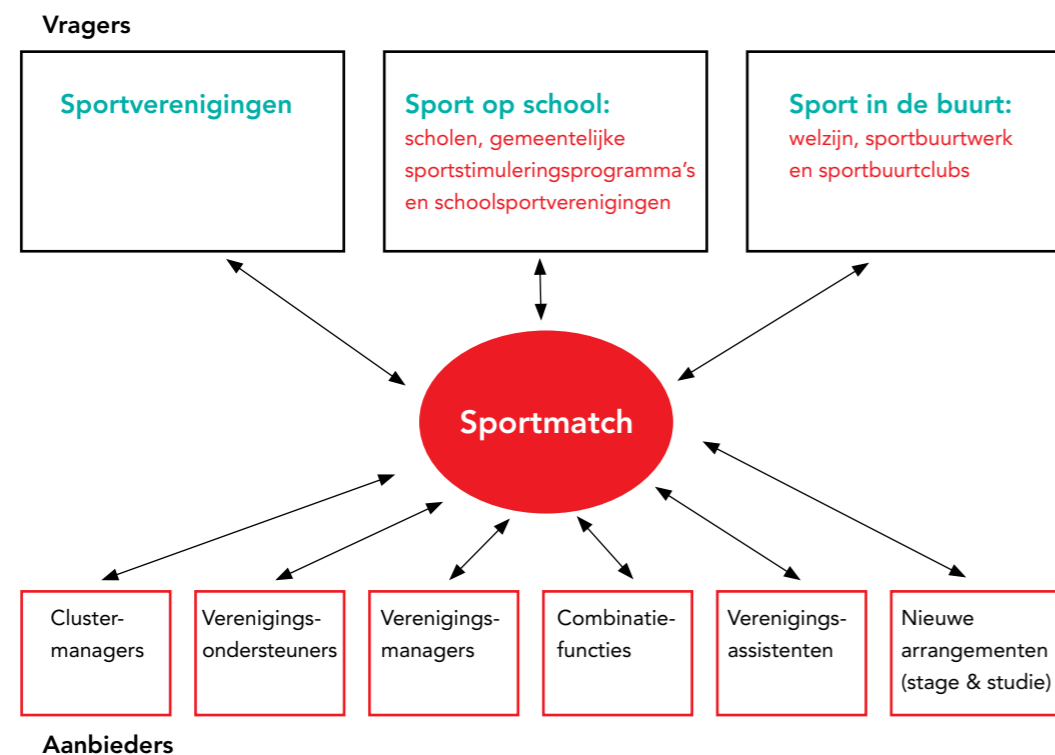 Vragers
Sportverenigingen
Sport op school:
scholen, gemeentelijke
sportstimuleringsprogramma's
en schoolsportverenigingen
Sport in de buurt:
welzijn, sportbuurtwerk
en sportbuurtclubs
Sportmatch
Cluster-
managers
Verenigings-
ondersteuners
Verenigings-
managers
Combinatie-
functies
Verenigings-
assistenten
Nieuwe
arrangementen
(stage & studie)
Aanbieders